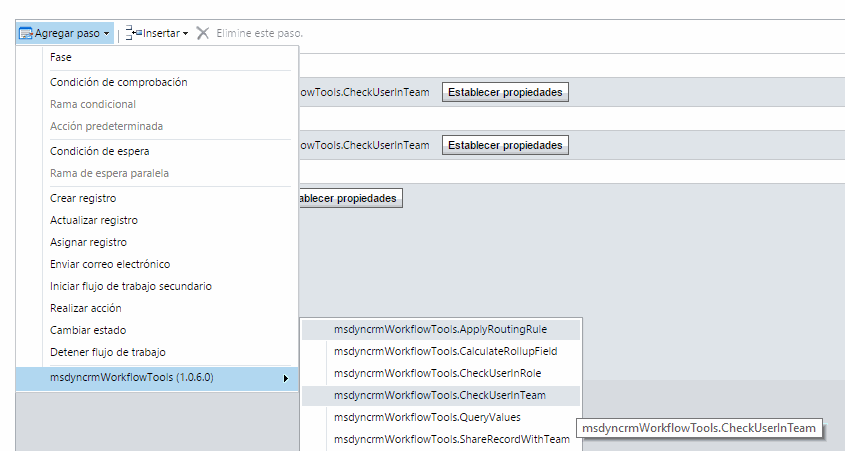 Agregar paso Insertar Elimine este paso.
Fase
Condición de comprobación
owTools.CheckUserInTeam Establecer propiedades
Rama condicional
Acción predeterminada
Condición de espera
owTools.CheckUserInTeam Establecer propiedades
Rama de espera paralela
Crear registro
ablecer propiedades
Actualizar registro
Asignar registro
Enviar correo electrónico
Iniciar flujo de trabajo secundario
Realizar acción
Cambiar estado
Detener flujo de trabajo
msdyncrmWorkflowTools (1.0.6.0)
msdyncrmWorkflowTools.ApplyRoutingRule
msdyncrmWorkflowTools.CalculateRollupField
msdyncrmWorkflowTools.CheckUserInRole
msdyncrmWorkflowTools.CheckUserInTeam
msdyncrmWorkflowTools.QueryValues
msdyncrmWorkflowTools.CheckUserInTeam
msdyncrmWorkflowTools.ShareRecordWithTeam